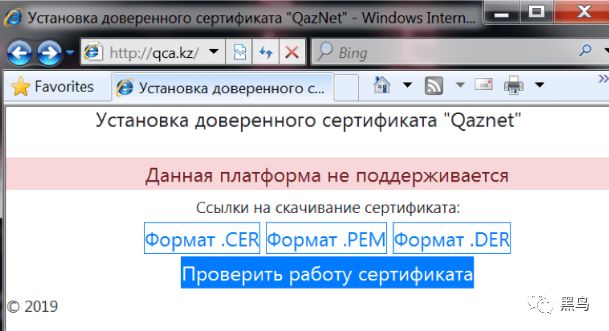 Установка доверенного сертификата "QazNet" - Windows Intern...
http://qca.kz/
Bing
Favorites
Установка доверенного с...
Установка доверенного сертификата "Qaznet"
Данная платформа не поддерживается
Ссылки на скачивание сертификата:
Формат .CER Формат .PEM Формат .DER
Проверить работу сертификата
© 2019
黑鸟